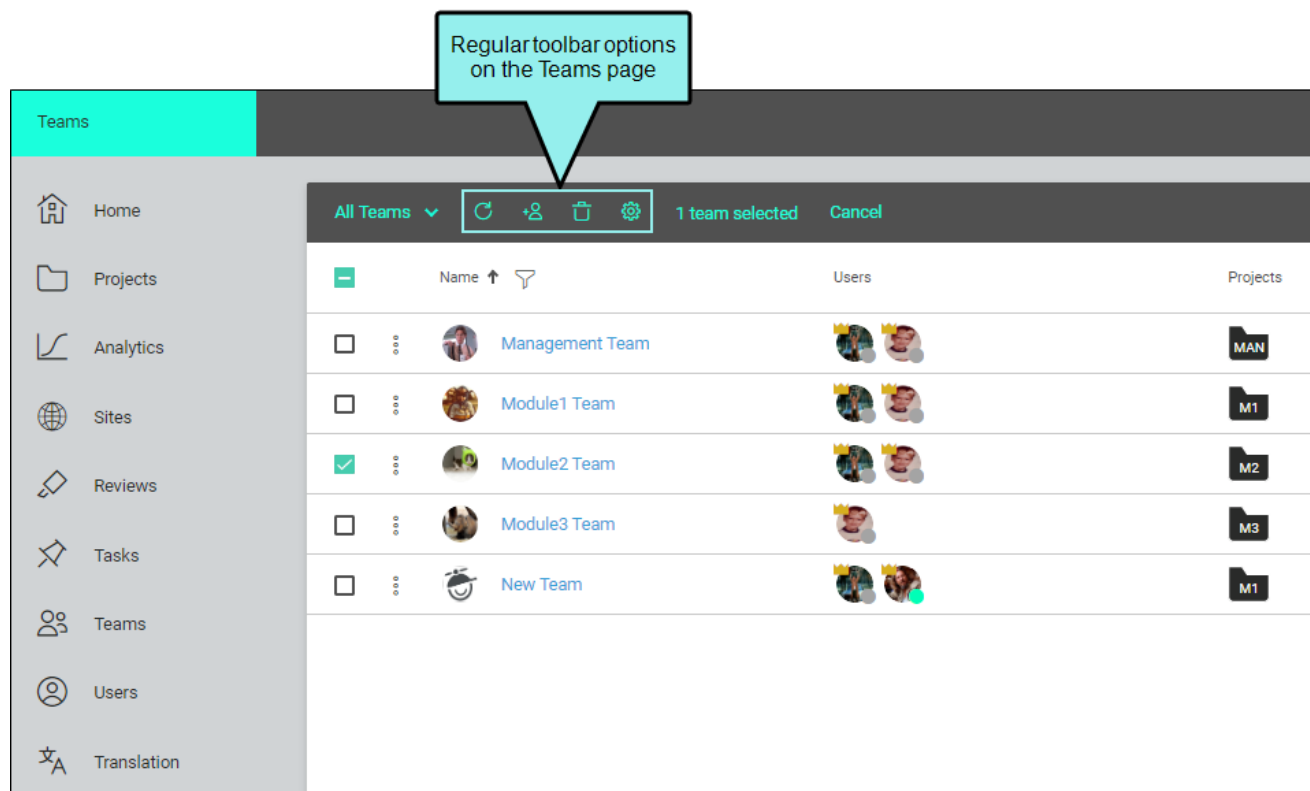 Regular toolbar options
on the Teams page
Teams
Home
Projects
Analytics
Sites
Reviews
Tasks
Teams
Users
Translation
All Teams 1 team selected Cancel
Name Users Projects
Management Team MAN
Module1 Team M1
Module2 Team M2
Module3 Team M3
New Team M1